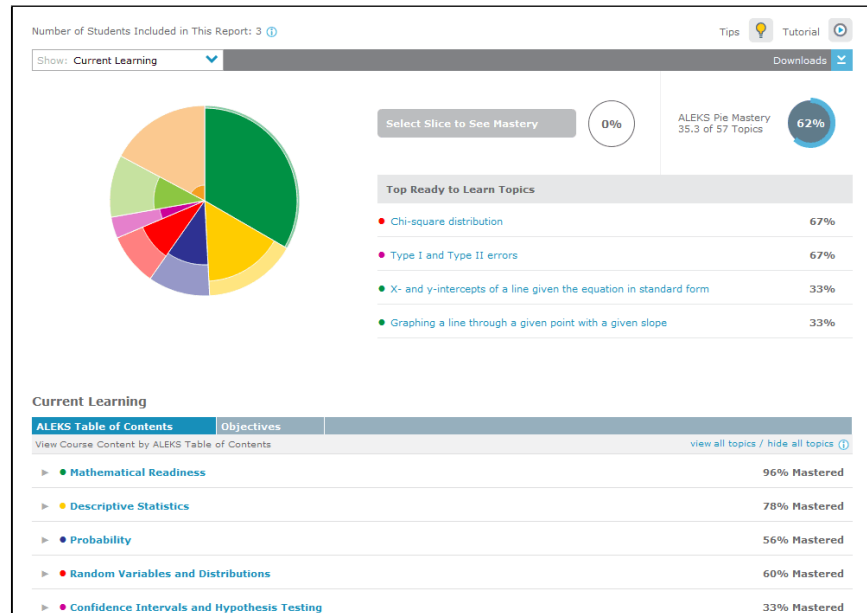 Number of Students Included in This Report: 3
Tips
Tutorial
Show: Current Learning
Downloads
Select Slice to See Mastery
0%
ALEKS Pie Mastery
35.3 of 57 Topics
62%
Top Ready to Learn Topics
Chi-square distribution 67%
Type I and Type II errors 67%
X- and y-intercepts of a line given the equation in standard form 33%
Graphing a line through a given point with a given slope 33%
Current Learning
ALEKS Table of Contents Objectives
View Course Content by ALEKS Table of Contents view all topics / hide all topics
Mathematical Readiness 96% Mastered
Descriptive Statistics 78% Mastered
Probability 56% Mastered
Random Variables and Distributions 60% Mastered
Confidence Intervals and Hypothesis Testing 33% Mastered